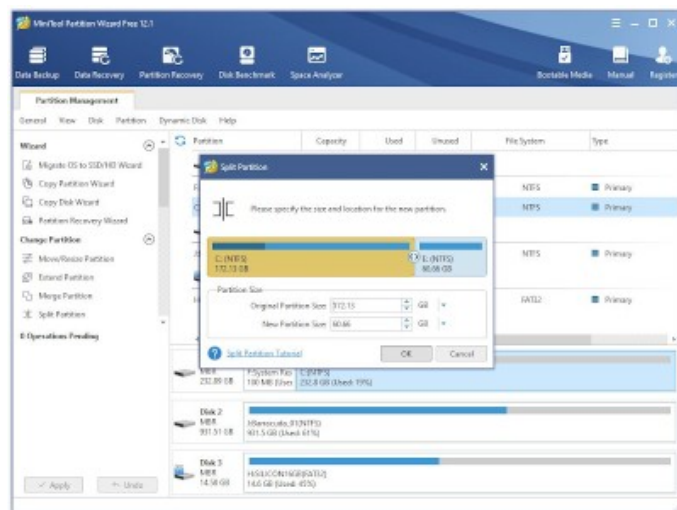 MiniTool Partition Wizard Free 12.1
Data Backup Data Recovery Partition Recovery Disk Benchmark Space Analyzer Bootable Media Manual Register
Partition Management
General View Disk Partition Dynamic Disk Help
Wizard
Migrate OS to SSD/HD Wizard
Copy Partition Wizard
Copy Disk Wizard
Partition Recovery Wizard
Change Partition
Move/Resize Partition
Extend Partition
Merge Partition
Split Partition
0 Operations Pending
Apply Undo
Partition Capacity Used Unused File System Type
NTFS Primary
NTFS Primary
NTFS Primary
FAT32 Primary
Split Partition
Please specify the size and location for the new partition.
C: (NTFS)
172.13 GB
E: (NTFS)
60.66 GB
Partition Size
Original Partition Size: 172.13 GB
New Partition Size: 60.66 GB
Split Partition Tutorial OK Cancel
MBR
232.89 GB
F:System Res
100 MB (Used
C:(NTFS)
232.8 GB (Used: 19%)
Disk 2
MBR
931.51 GB
I:Barracuda_01(NTFS)
931.5 GB (Used: 61%)
Disk 3
MBR
14.58 GB
H:SILICON16GB(FAT32)
14.6 GB (Used: 45%)